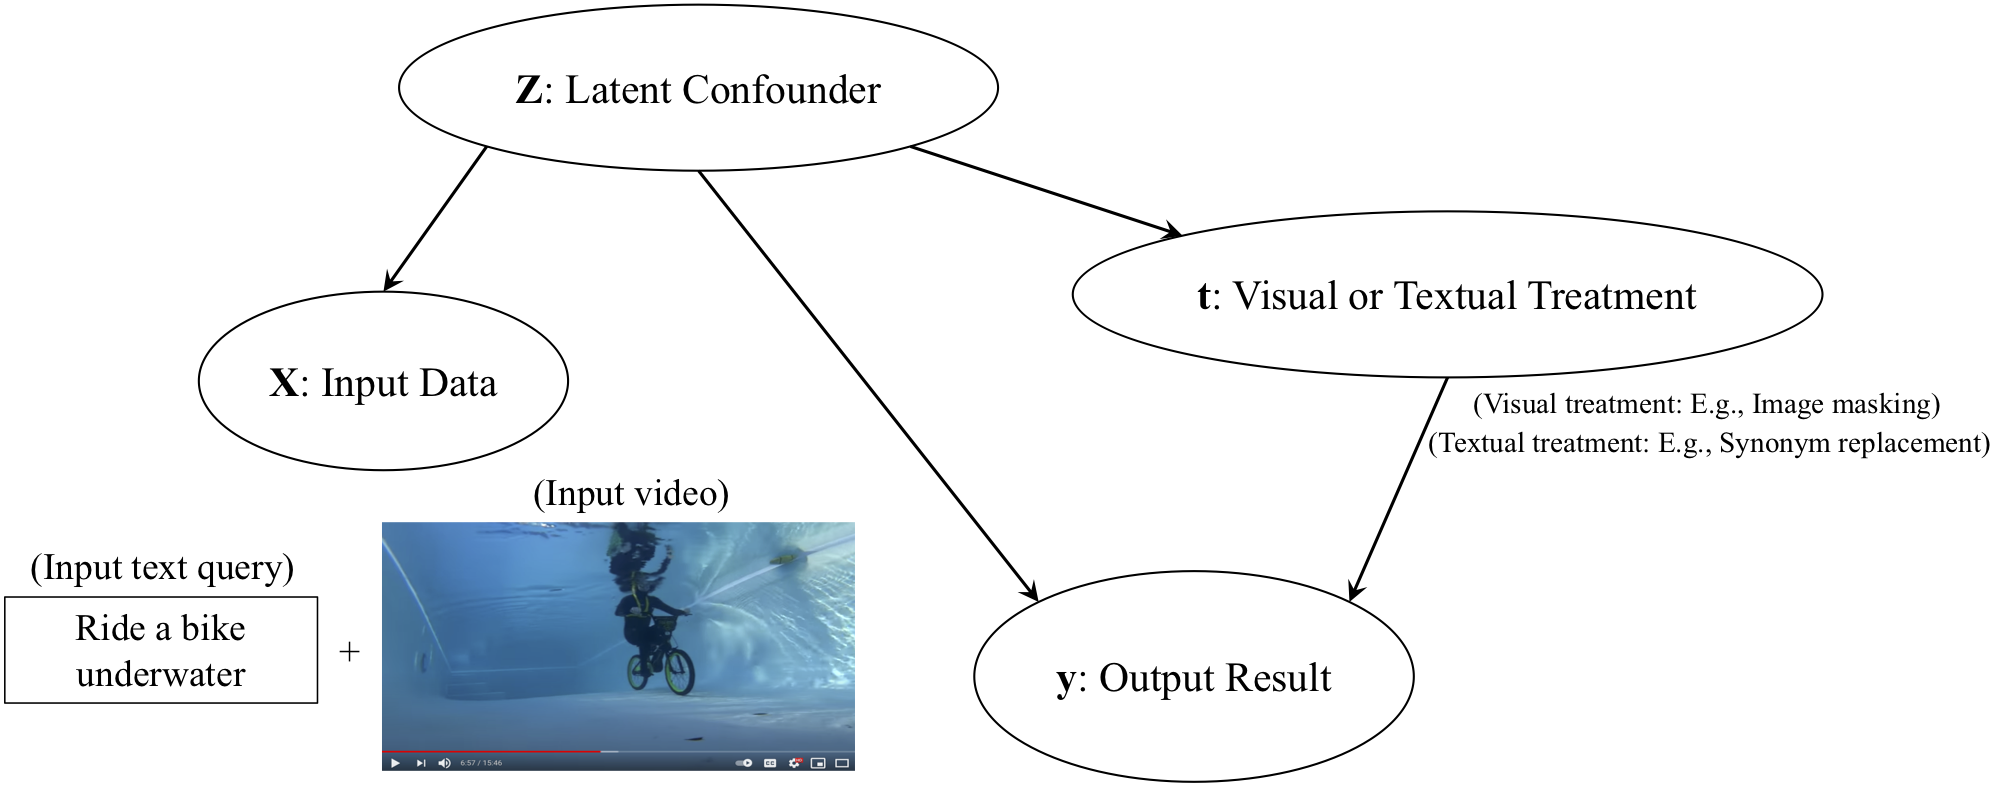 Z: Latent Confounder
t: Visual or Textual Treatment
X: Input Data
(Visual treatment: E.g., Image masking)
(Textual treatment: E.g., Synonym replacement)
(Input video)
(Input text query)
Ride a bike
underwater
+
y: Output Result
6:57 / 15:46
CC